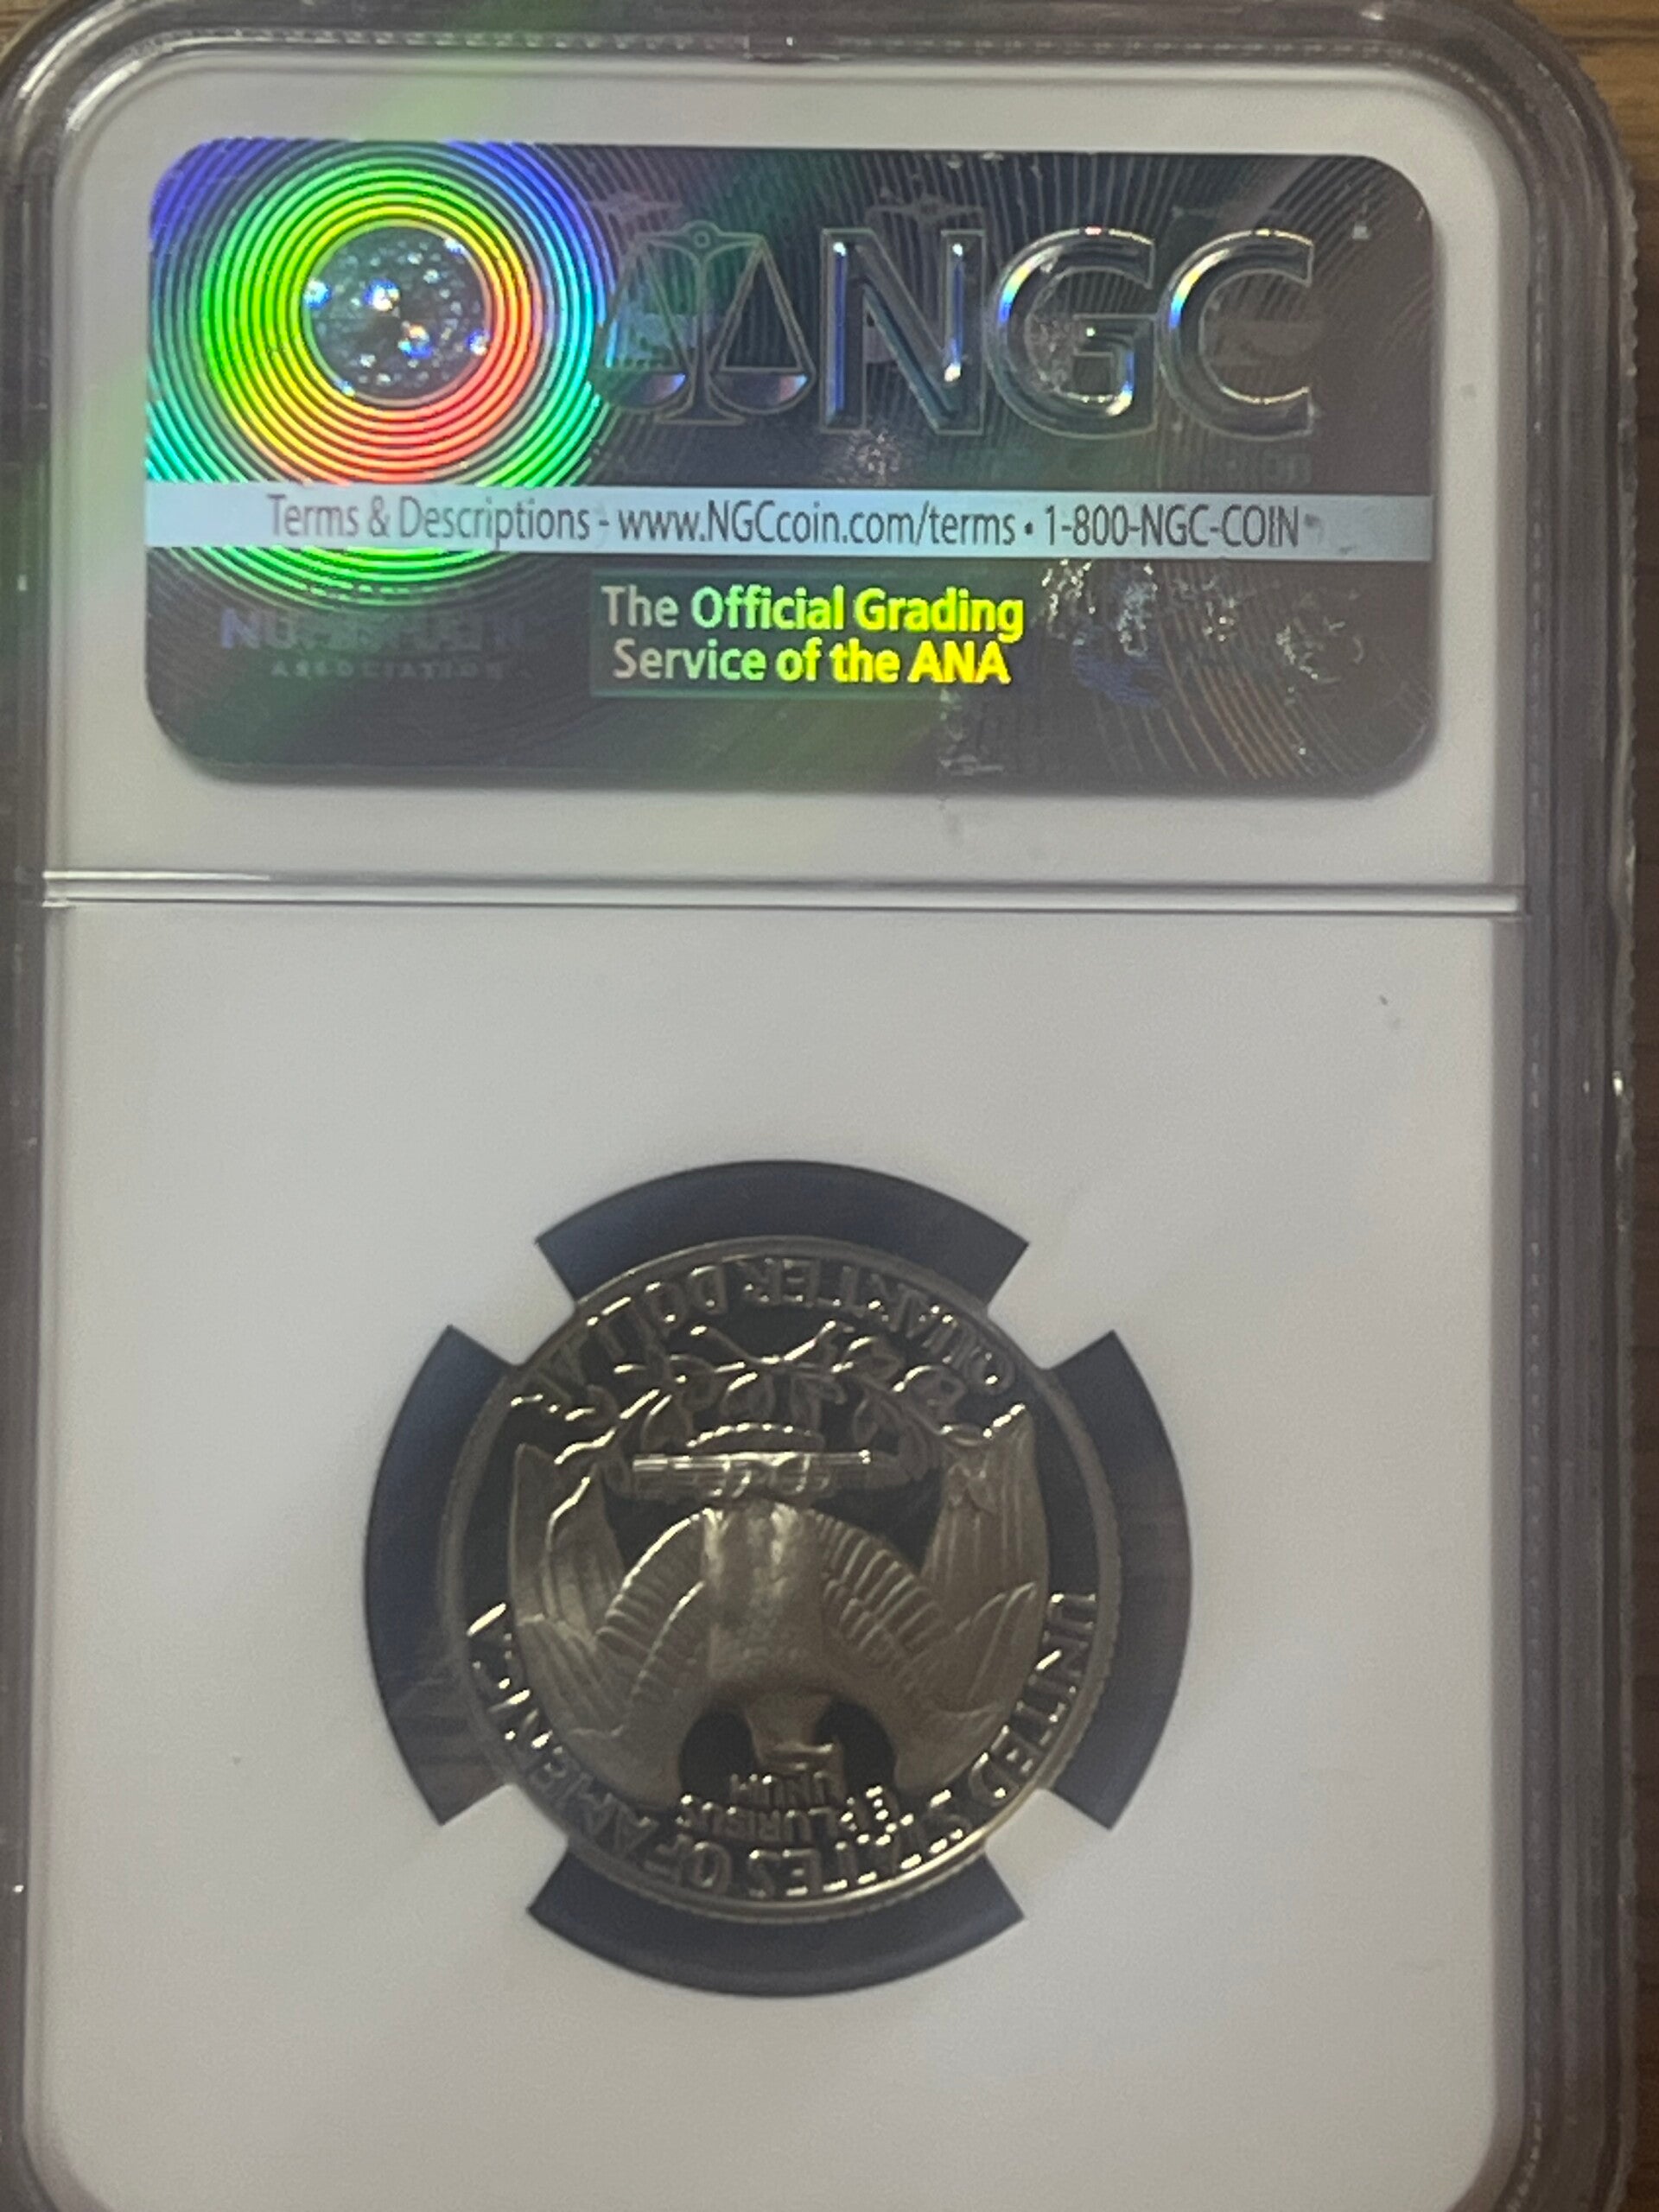 NGC
Terms & Descriptions - www.NGCcoin.com/terms • 1-800-NGC-COIN
The Official Grading
Service of the ANA
ASSOCIATION
QUARTER DOLLAR
UNITED STATES OF AMERICA
E PLURIBUS
UNUM